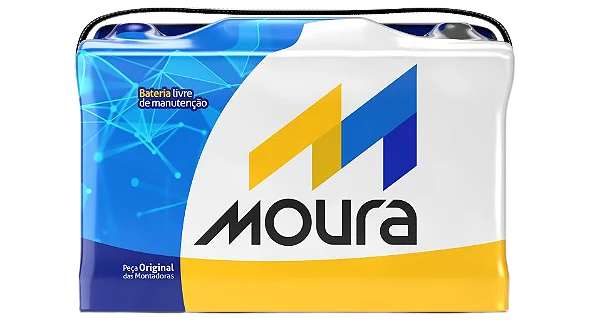 Bateria livre
de manutenção
moura
Peça Original
das Montadoras